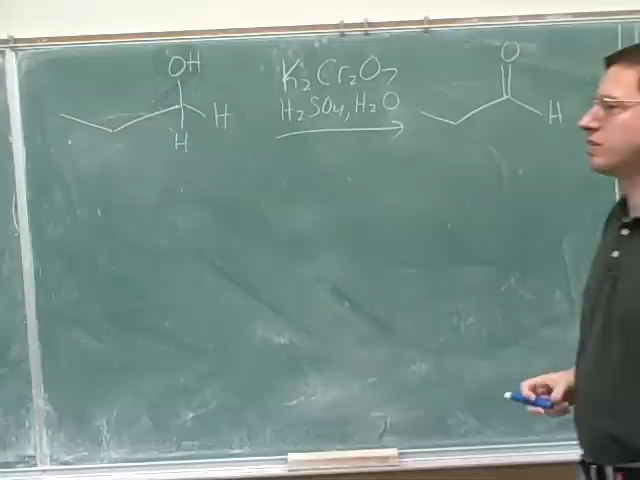 OH
H
H
K₂Cr₂O₇
H₂SO₄, H₂O
O
H